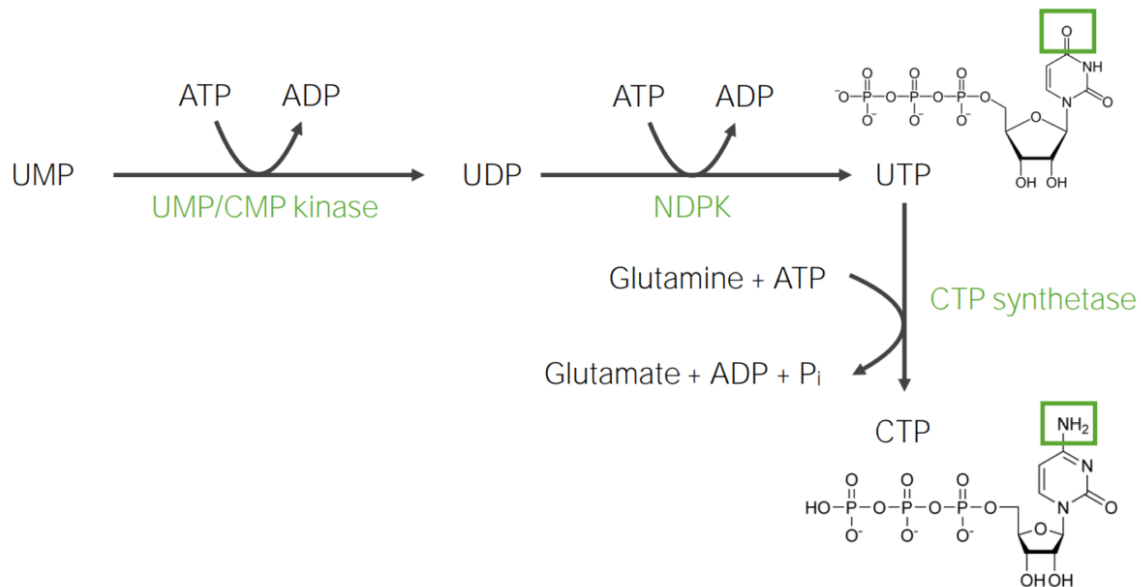 ATP ADP ATP ADP
UMP UDP UTP
UMP/CMP kinase NDPK
Glutamine + ATP
CTP synthetase
Glutamate + ADP + Pi
CTP
O
NH
N
O
O O O
-O-P-O-P-O-P-O
O- O- O-
O
OH OH
NH2
N
N
O
O O O
HO-P-O-P-O-P-O
O- O- O-
O
OH OH